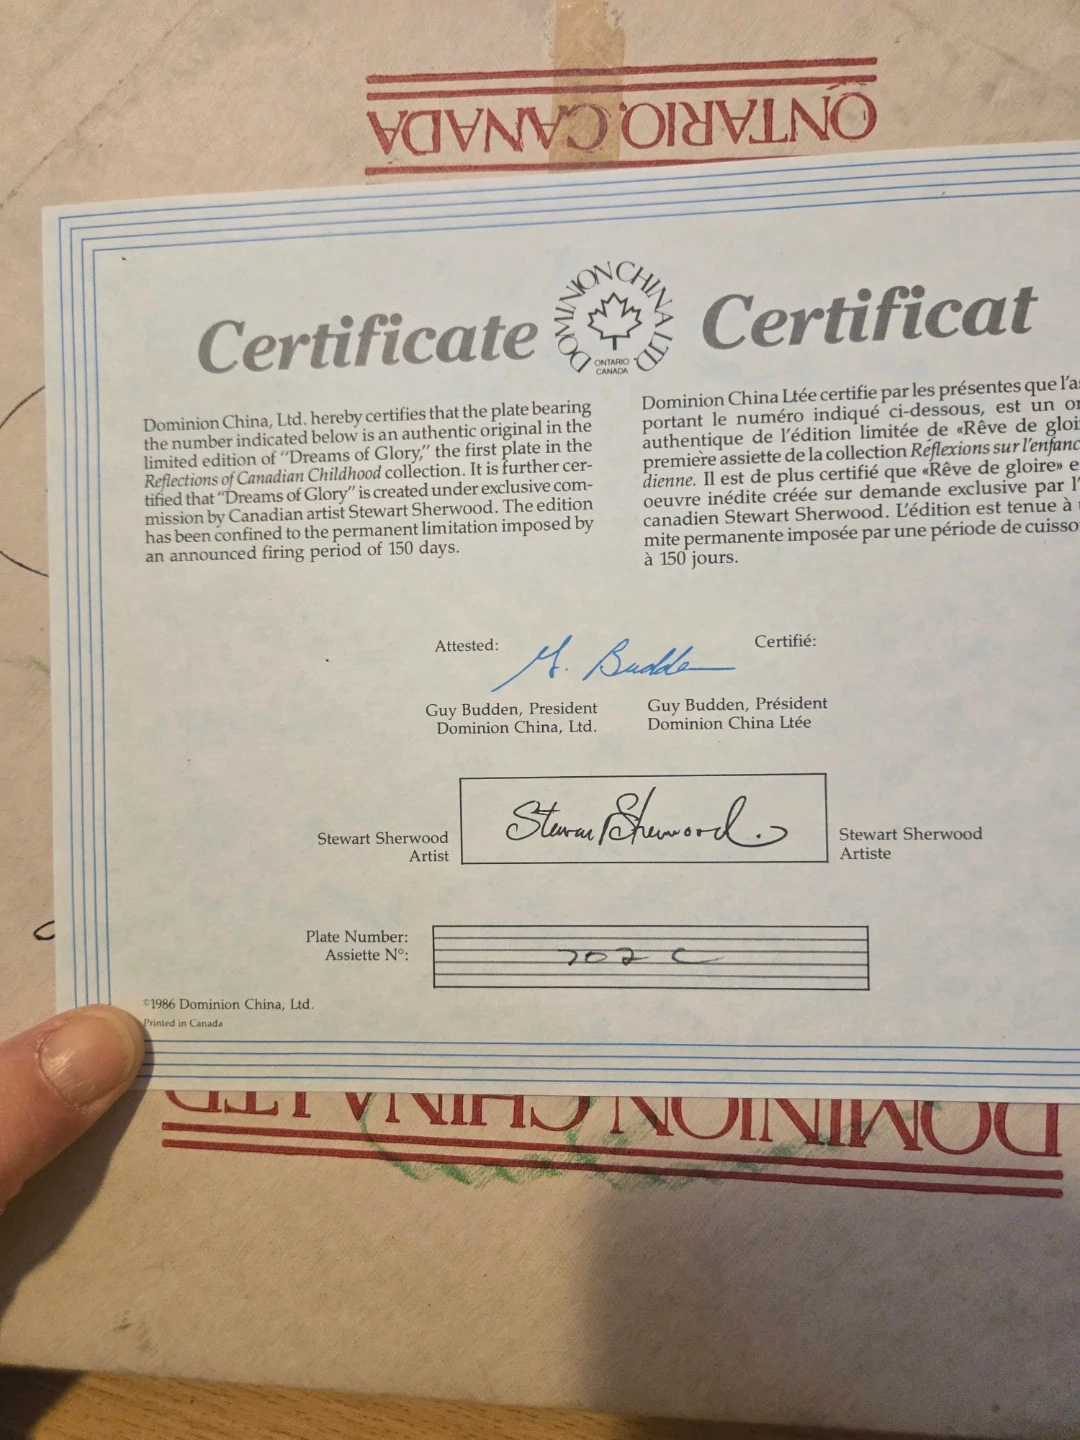 ONTARIO, CANADA
Certificate
DOMINION CHINA LTD.
ONTARIO
CANADA
Certificat
Dominion China, Ltd. hereby certifies that the plate bearing
the number indicated below is an authentic original in the
limited edition of "Dreams of Glory," the first plate in the
Reflections of Canadian Childhood collection. It is further cer-
tified that "Dreams of Glory" is created under exclusive com-
mission by Canadian artist Stewart Sherwood. The edition
has been confined to the permanent limitation imposed by
an announced firing period of 150 days.
Dominion China Ltée certifie par les présentes que l'as
portant le numéro indiqué ci-dessous, est un or
authentique de l'édition limitée de «Rêve de gloi
première assiette de la collection Réflexions sur l'enfanc
dienne. Il est de plus certifié que «Rêve de gloire» e
oeuvre inédite créée sur demande exclusive par l'
canadien Stewart Sherwood. L'édition est tenue à
mite permanente imposée par une période de cuisso
à 150 jours.
Attested:
G. Budden
Certifié:
Guy Budden, President
Dominion China, Ltd.
Guy Budden, Président
Dominion China Ltée
Stewart Sherwood
Artist
Stewart Sherwood
Stewart Sherwood
Artiste
Plate Number:
Assiette N°:
702 C
©1986 Dominion China, Ltd.
Printed in Canada
DOMINION CHINA LTD